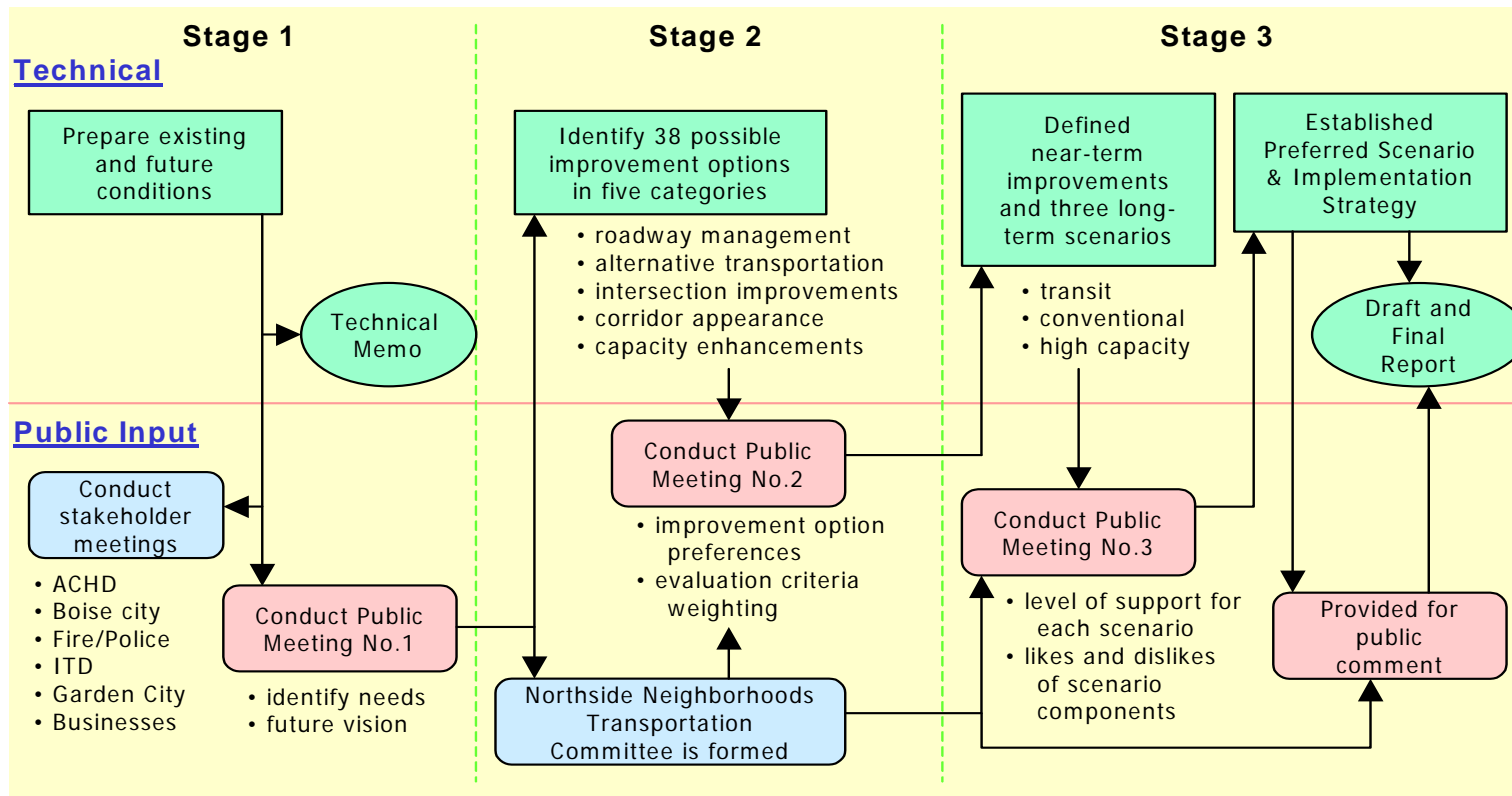 Stage 1
Stage 2
Stage 3
Technical
Prepare existing
and future
conditions
Technical
Memo
Identify 38 possible
improvement options
in five categories
• roadway management
• alternative transportation
• intersection improvements
• corridor appearance
• capacity enhancements
Defined
near-term
improvements
and three long-
term scenarios
• transit
• conventional
• high capacity
Established
Preferred Scenario
& Implementation
Strategy
Draft and
Final
Report
Public Input
Conduct
stakeholder
meetings
• ACHD
• Boise city
• Fire/Police
• ITD
• Garden City
• Businesses
Conduct Public
Meeting No.1
• identify needs
• future vision
Conduct Public
Meeting No.2
• improvement option
preferences
• evaluation criteria
weighting
Northside Neighborhoods
Transportation
Committee is formed
Conduct Public
Meeting No.3
• level of support for
each scenario
• likes and dislikes
of scenario
components
Provided for
public
comment